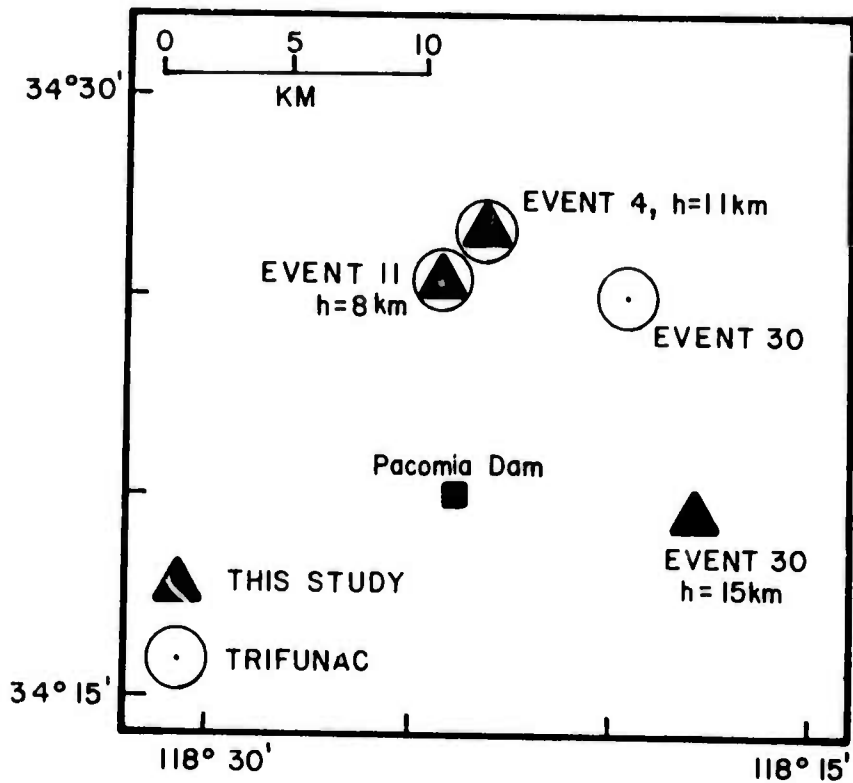 0 5 10
KM
34°30'
EVENT 4, h=11km
EVENT 11
h=8km
EVENT 30
Pacomia Dam
EVENT 30
h=15km
THIS STUDY
TRIFUNAC
34°15'
118° 30' 118° 15'